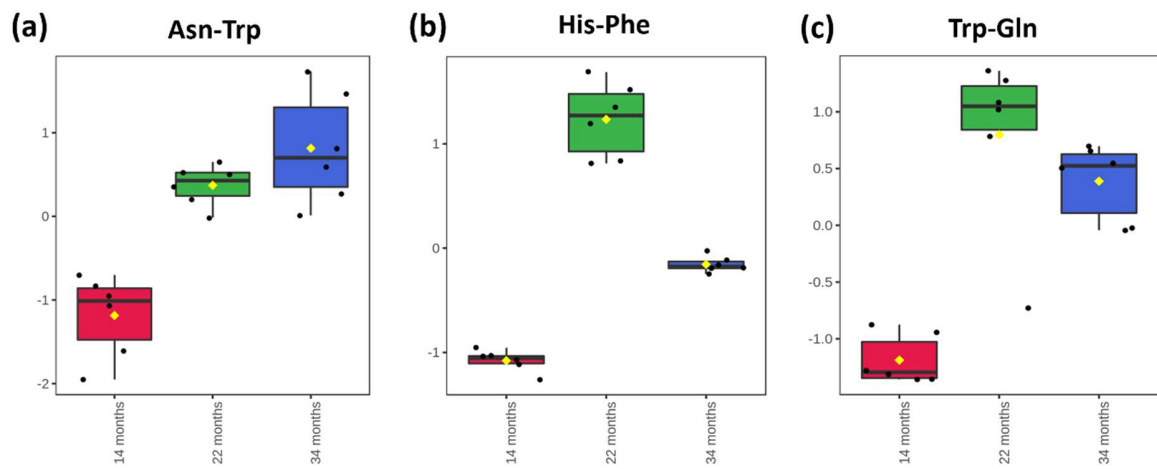 (a) Asn-Trp
1
0
-1
-2
14 months
22 months
34 months
(b) His-Phe
1
0
-1
14 months
22 months
34 months
(c) Trp-Gln
1.0
0.5
0.0
-0.5
-1.0
14 months
22 months
34 months